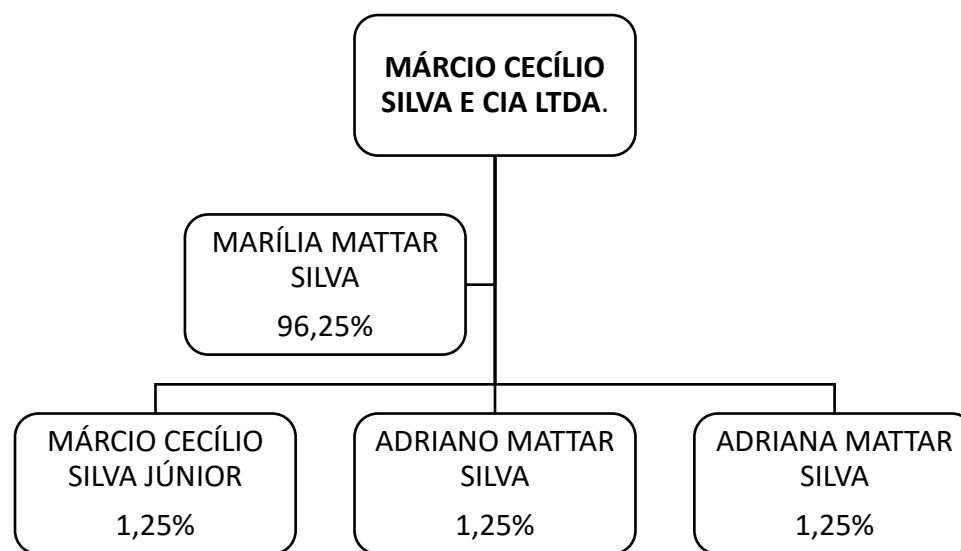 MÁRCIO CECÍLIO
SILVA E CIA LTDA.
MARÍLIA MATTAR
SILVA
96,25%
MÁRCIO CECÍLIO
SILVA JÚNIOR
1,25%
ADRIANO MATTAR
SILVA
1,25%
ADRIANA MATTAR
SILVA
1,25%